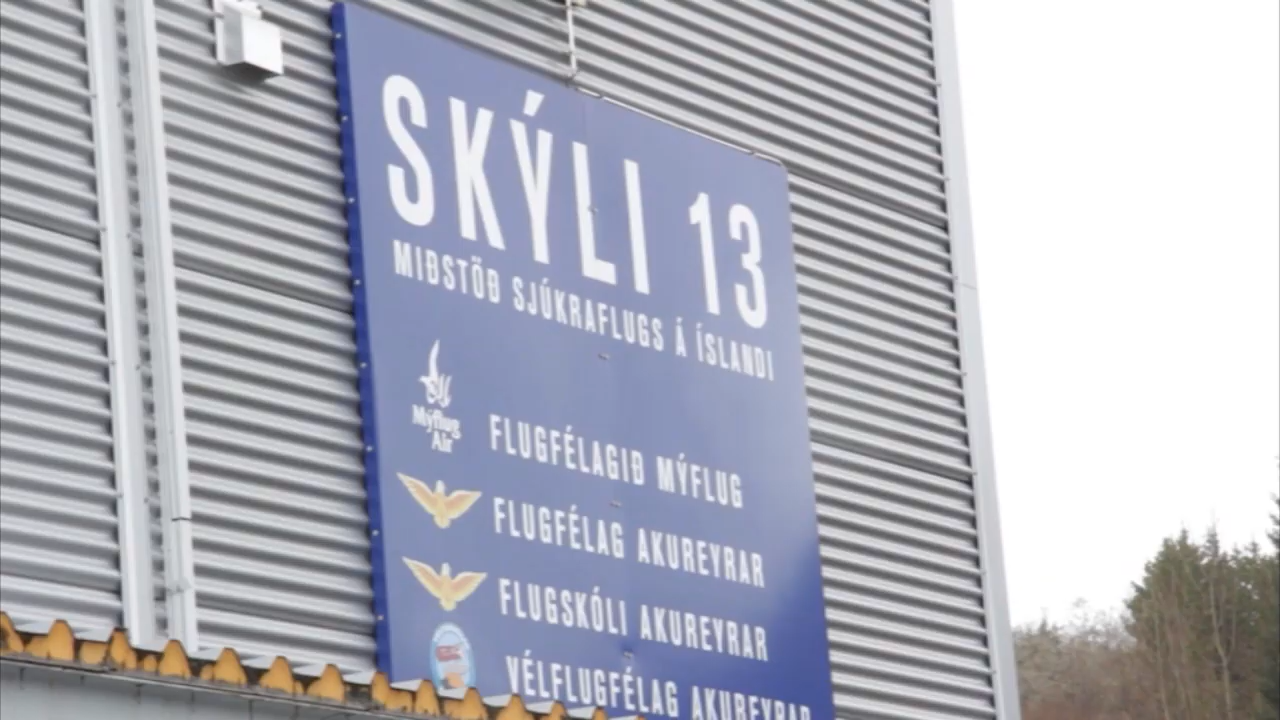 SKÝLI 13
MIÐSTÖÐ SJÚKRAFLUGS Á ÍSLANDI
Mýflug
Air
FLUGFÉLAGIÐ MÝFLUG
FLUGFÉLAG AKUREYRAR
FLUGSKÓLI AKUREYRAR
VÉLFLUGFÉLAG AKUREYRAR